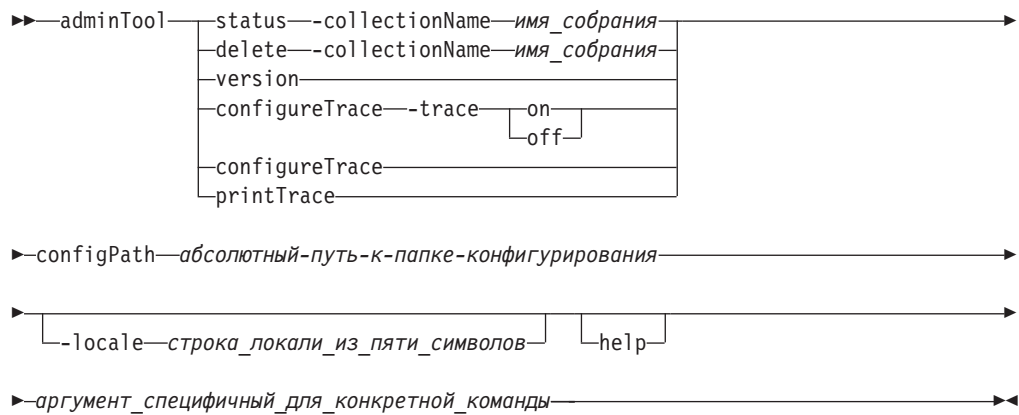 adminTool status -collectionName имя_собрания
delete -collectionName имя_собрания
version
configureTrace -trace on
off
configureTrace
printTrace
configPath абсолютный-путь-к-папке-конфигурирования
-locale строка_локали_из_пяти_символов help
аргумент_специфичный_для_конкретной_команды